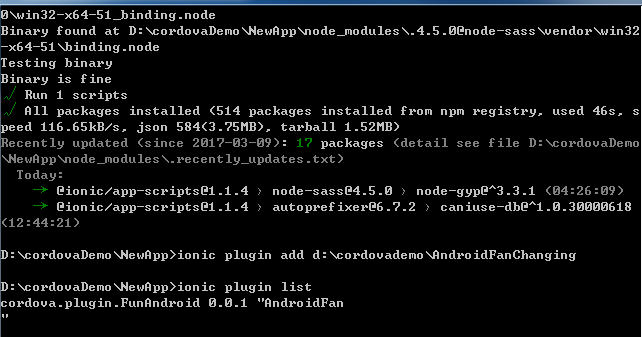 0\win32-x64-51_binding.node
Binary found at D:\cordovaDemo\NewApp\node_modules\.4.5.0@node-sass\vendor\win32
-x64-51\binding.node
Testing binary
Binary is fine
√ Run 1 scripts
√ All packages installed (514 packages installed from npm registry, used 46s, s
peed 116.65kB/s, json 584(3.75MB), tarball 1.52MB)
Recently updated (since 2017-03-09): 17 packages (detail see file D:\cordovaDemo
\NewApp\node_modules\.recently_updates.txt)
  Today:
    → @ionic/app-scripts@1.1.4 › node-sass@4.5.0 › node-gyp@^3.3.1 (04:26:09)
    → @ionic/app-scripts@1.1.4 › autoprefixer@6.7.2 › caniuse-db@^1.0.30000618
(12:44:21)
D:\cordovaDemo\NewApp>ionic plugin add d:\cordovademo\AndroidFanChanging
D:\cordovaDemo\NewApp>ionic plugin list
cordova.plugin.FunAndroid 0.0.1 "AndroidFan
"